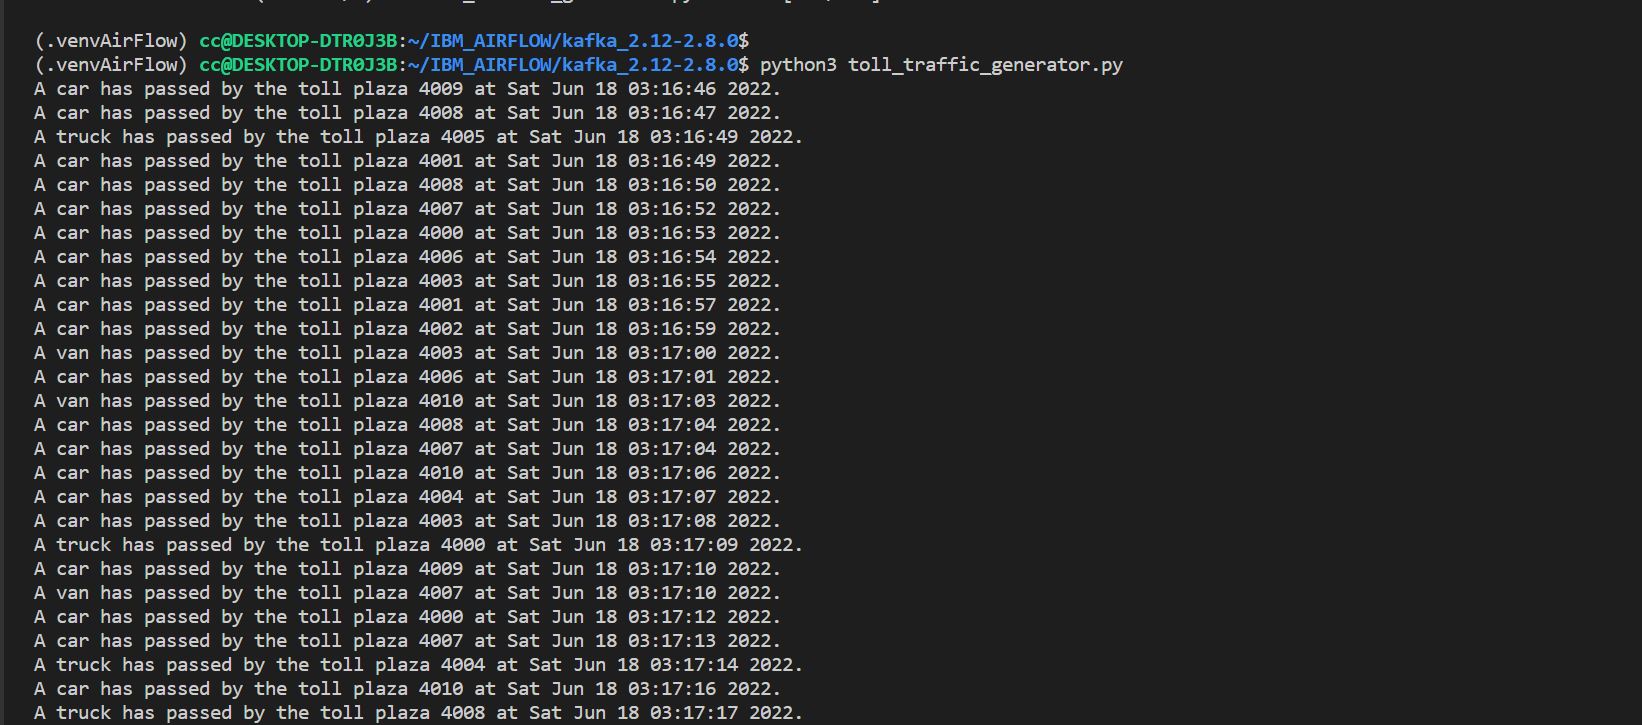 (.venvAirFlow) cc@DESKTOP-DTR0J3B:~/IBM_AIRFLOW/kafka_2.12-2.8.0$
(.venvAirFlow) cc@DESKTOP-DTR0J3B:~/IBM_AIRFLOW/kafka_2.12-2.8.0$ python3 toll_traffic_generator.py
A car has passed by the toll plaza 4009 at Sat Jun 18 03:16:46 2022.
A car has passed by the toll plaza 4008 at Sat Jun 18 03:16:47 2022.
A truck has passed by the toll plaza 4005 at Sat Jun 18 03:16:49 2022.
A car has passed by the toll plaza 4001 at Sat Jun 18 03:16:49 2022.
A car has passed by the toll plaza 4008 at Sat Jun 18 03:16:50 2022.
A car has passed by the toll plaza 4007 at Sat Jun 18 03:16:52 2022.
A car has passed by the toll plaza 4000 at Sat Jun 18 03:16:53 2022.
A car has passed by the toll plaza 4006 at Sat Jun 18 03:16:54 2022.
A car has passed by the toll plaza 4003 at Sat Jun 18 03:16:55 2022.
A car has passed by the toll plaza 4001 at Sat Jun 18 03:16:57 2022.
A car has passed by the toll plaza 4002 at Sat Jun 18 03:16:59 2022.
A van has passed by the toll plaza 4003 at Sat Jun 18 03:17:00 2022.
A car has passed by the toll plaza 4006 at Sat Jun 18 03:17:01 2022.
A van has passed by the toll plaza 4010 at Sat Jun 18 03:17:03 2022.
A car has passed by the toll plaza 4008 at Sat Jun 18 03:17:04 2022.
A car has passed by the toll plaza 4007 at Sat Jun 18 03:17:04 2022.
A car has passed by the toll plaza 4010 at Sat Jun 18 03:17:06 2022.
A car has passed by the toll plaza 4004 at Sat Jun 18 03:17:07 2022.
A car has passed by the toll plaza 4003 at Sat Jun 18 03:17:08 2022.
A truck has passed by the toll plaza 4000 at Sat Jun 18 03:17:09 2022.
A car has passed by the toll plaza 4009 at Sat Jun 18 03:17:10 2022.
A van has passed by the toll plaza 4007 at Sat Jun 18 03:17:10 2022.
A car has passed by the toll plaza 4000 at Sat Jun 18 03:17:12 2022.
A car has passed by the toll plaza 4007 at Sat Jun 18 03:17:13 2022.
A truck has passed by the toll plaza 4004 at Sat Jun 18 03:17:14 2022.
A car has passed by the toll plaza 4010 at Sat Jun 18 03:17:16 2022.
A truck has passed by the toll plaza 4008 at Sat Jun 18 03:17:17 2022.